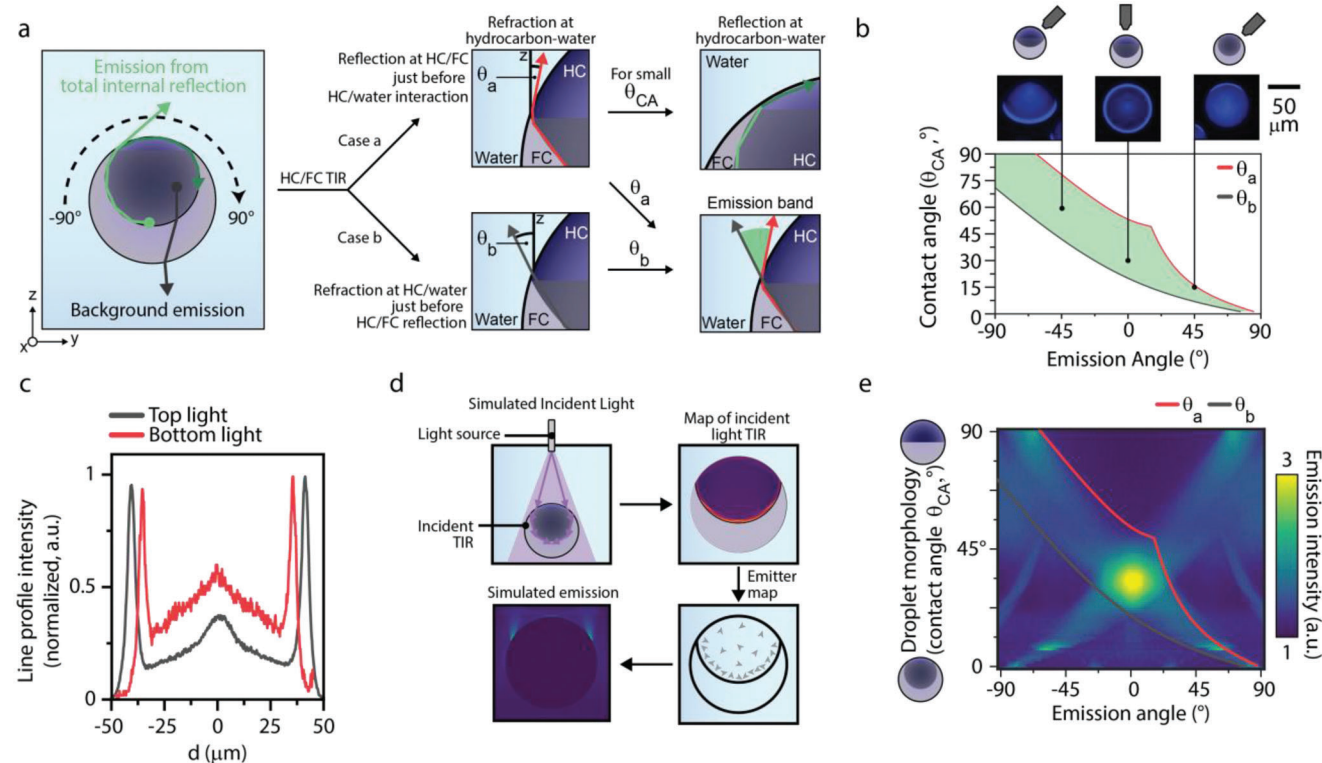 a
Emission from
total internal reflection
-90°
90°
Background emission
z
x
y
HC/FC TIR
Case a
Case b
Reflection at HC/FC
just before
HC/water interaction
Refraction at HC/water
just before
HC/FC reflection
Refraction at
hydrocarbon-water
z
θa
HC
Water
FC
z
θb
HC
Water
FC
For small
θCA
θa
θb
Reflection at
hydrocarbon-water
Water
FC
HC
Emission band
HC
Water
FC
b
50
μm
Contact angle (θCA,°)
90
75
60
45
30
15
0
θa
θb
-90
-45
0
45
90
Emission Angle (°)
c
Top light
Bottom light
Line profile intensity
(normalized, a.u.)
1
0.5
0
-50
-25
0
25
50
d (μm)
d
Simulated Incident Light
Light source
Incident
TIR
Map of incident
light TIR
Emitter
map
Simulated emission
e
θa
θb
Droplet morphology
(contact angle θCA,°)
90
45°
0
-90
-45
0
45
90
Emission angle (°)
3
1
Emission intensity (a.u.)